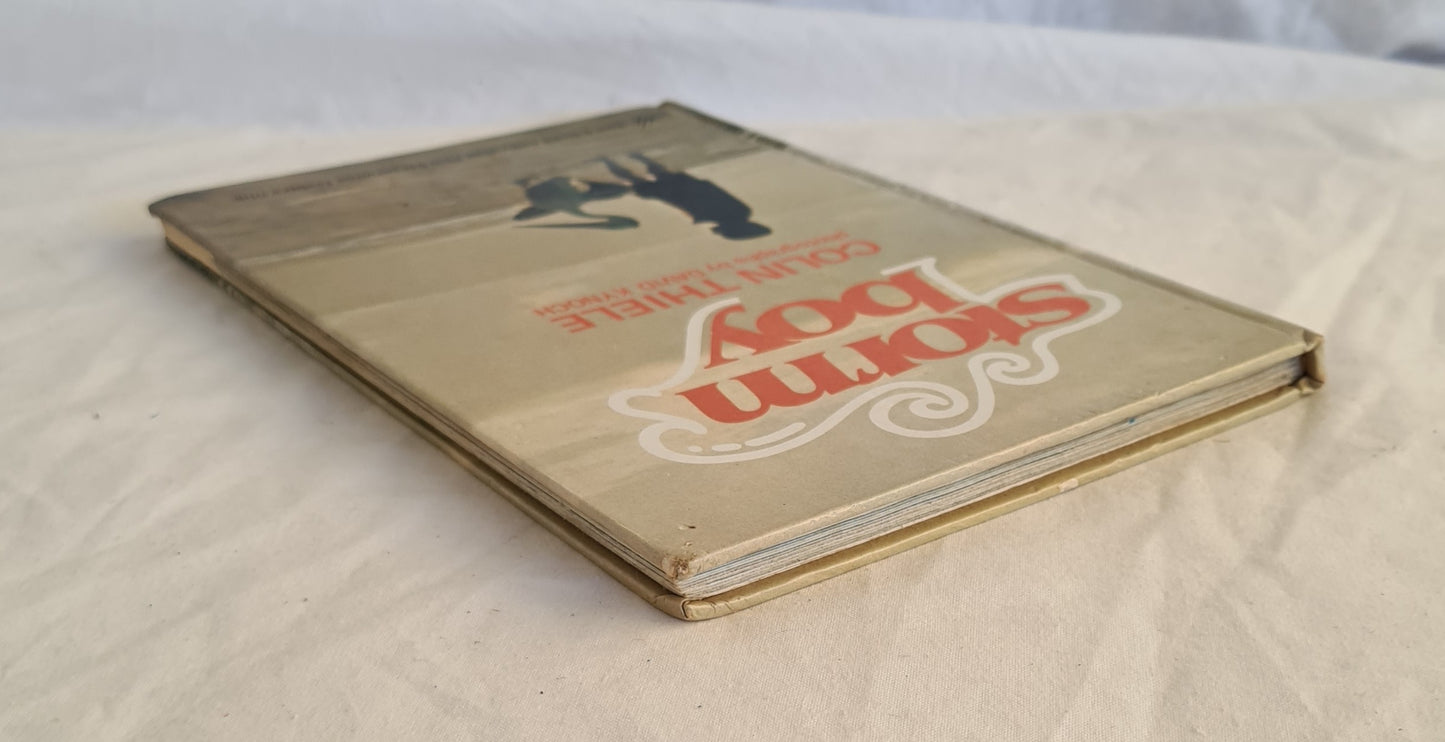 Storm
boy
COLIN THIELE
photographs by DAVID KYNOCH